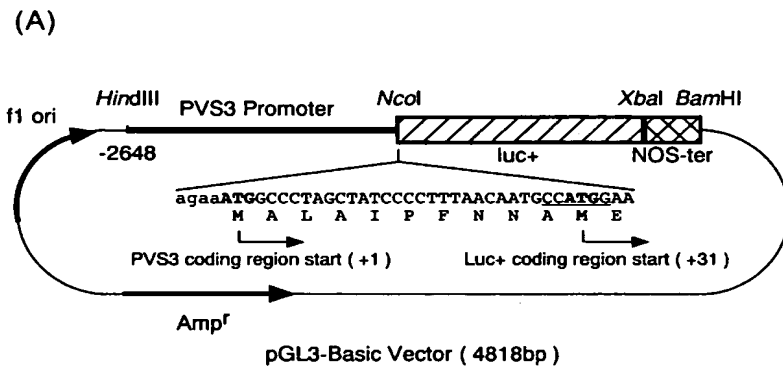 (A)
HindIII PVS3 Promoter NcoI XbaI BamHI
f1 ori
-2648 luc+ NOS-ter
agaaATGGCCCTAGCTATCCCCTTTAACAATGCCATGGAA
M A L A I P F N N A M E
PVS3 coding region start ( +1 ) Luc+ coding region start ( +31 )
Ampr
pGL3-Basic Vector ( 4818bp )